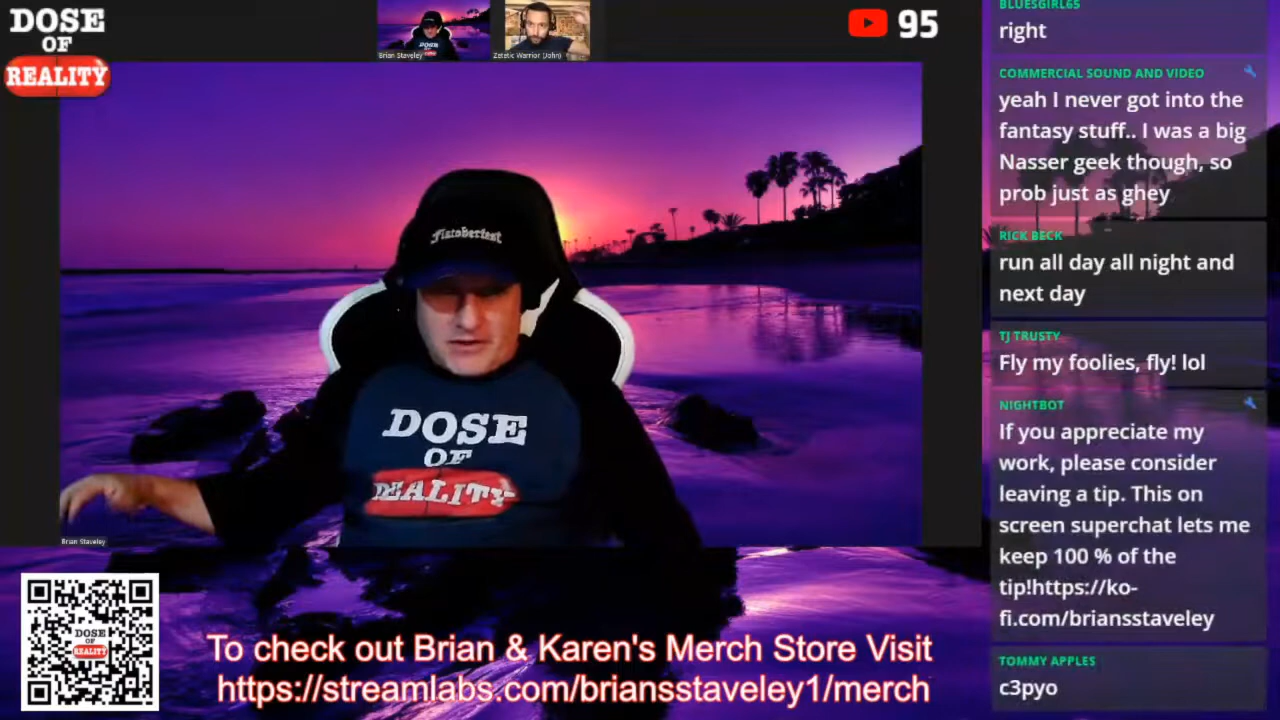 DOSE
OF
REALITY
Brian Staveley
Zetetic Warrior (John)
95
Fistoberfest
DOSE
OF
REALITY
Brian Staveley
DOSE
OF
REALITY
To check out Brian & Karen's Merch Store Visit
https://streamlabs.com/briansstaveley1/merch
BLUESGIRL65
right
COMMERCIAL SOUND AND VIDEO
yeah I never got into the
fantasy stuff.. I was a big
Nasser geek though, so
prob just as ghey
RICK BECK
run all day all night and
next day
TJ TRUSTY
Fly my foolies, fly! lol
NIGHTBOT
If you appreciate my
work, please consider
leaving a tip. This on
screen superchat lets me
keep 100 % of the
tip!https://ko-
fi.com/briansstaveley
TOMMY APPLES
c3pyo